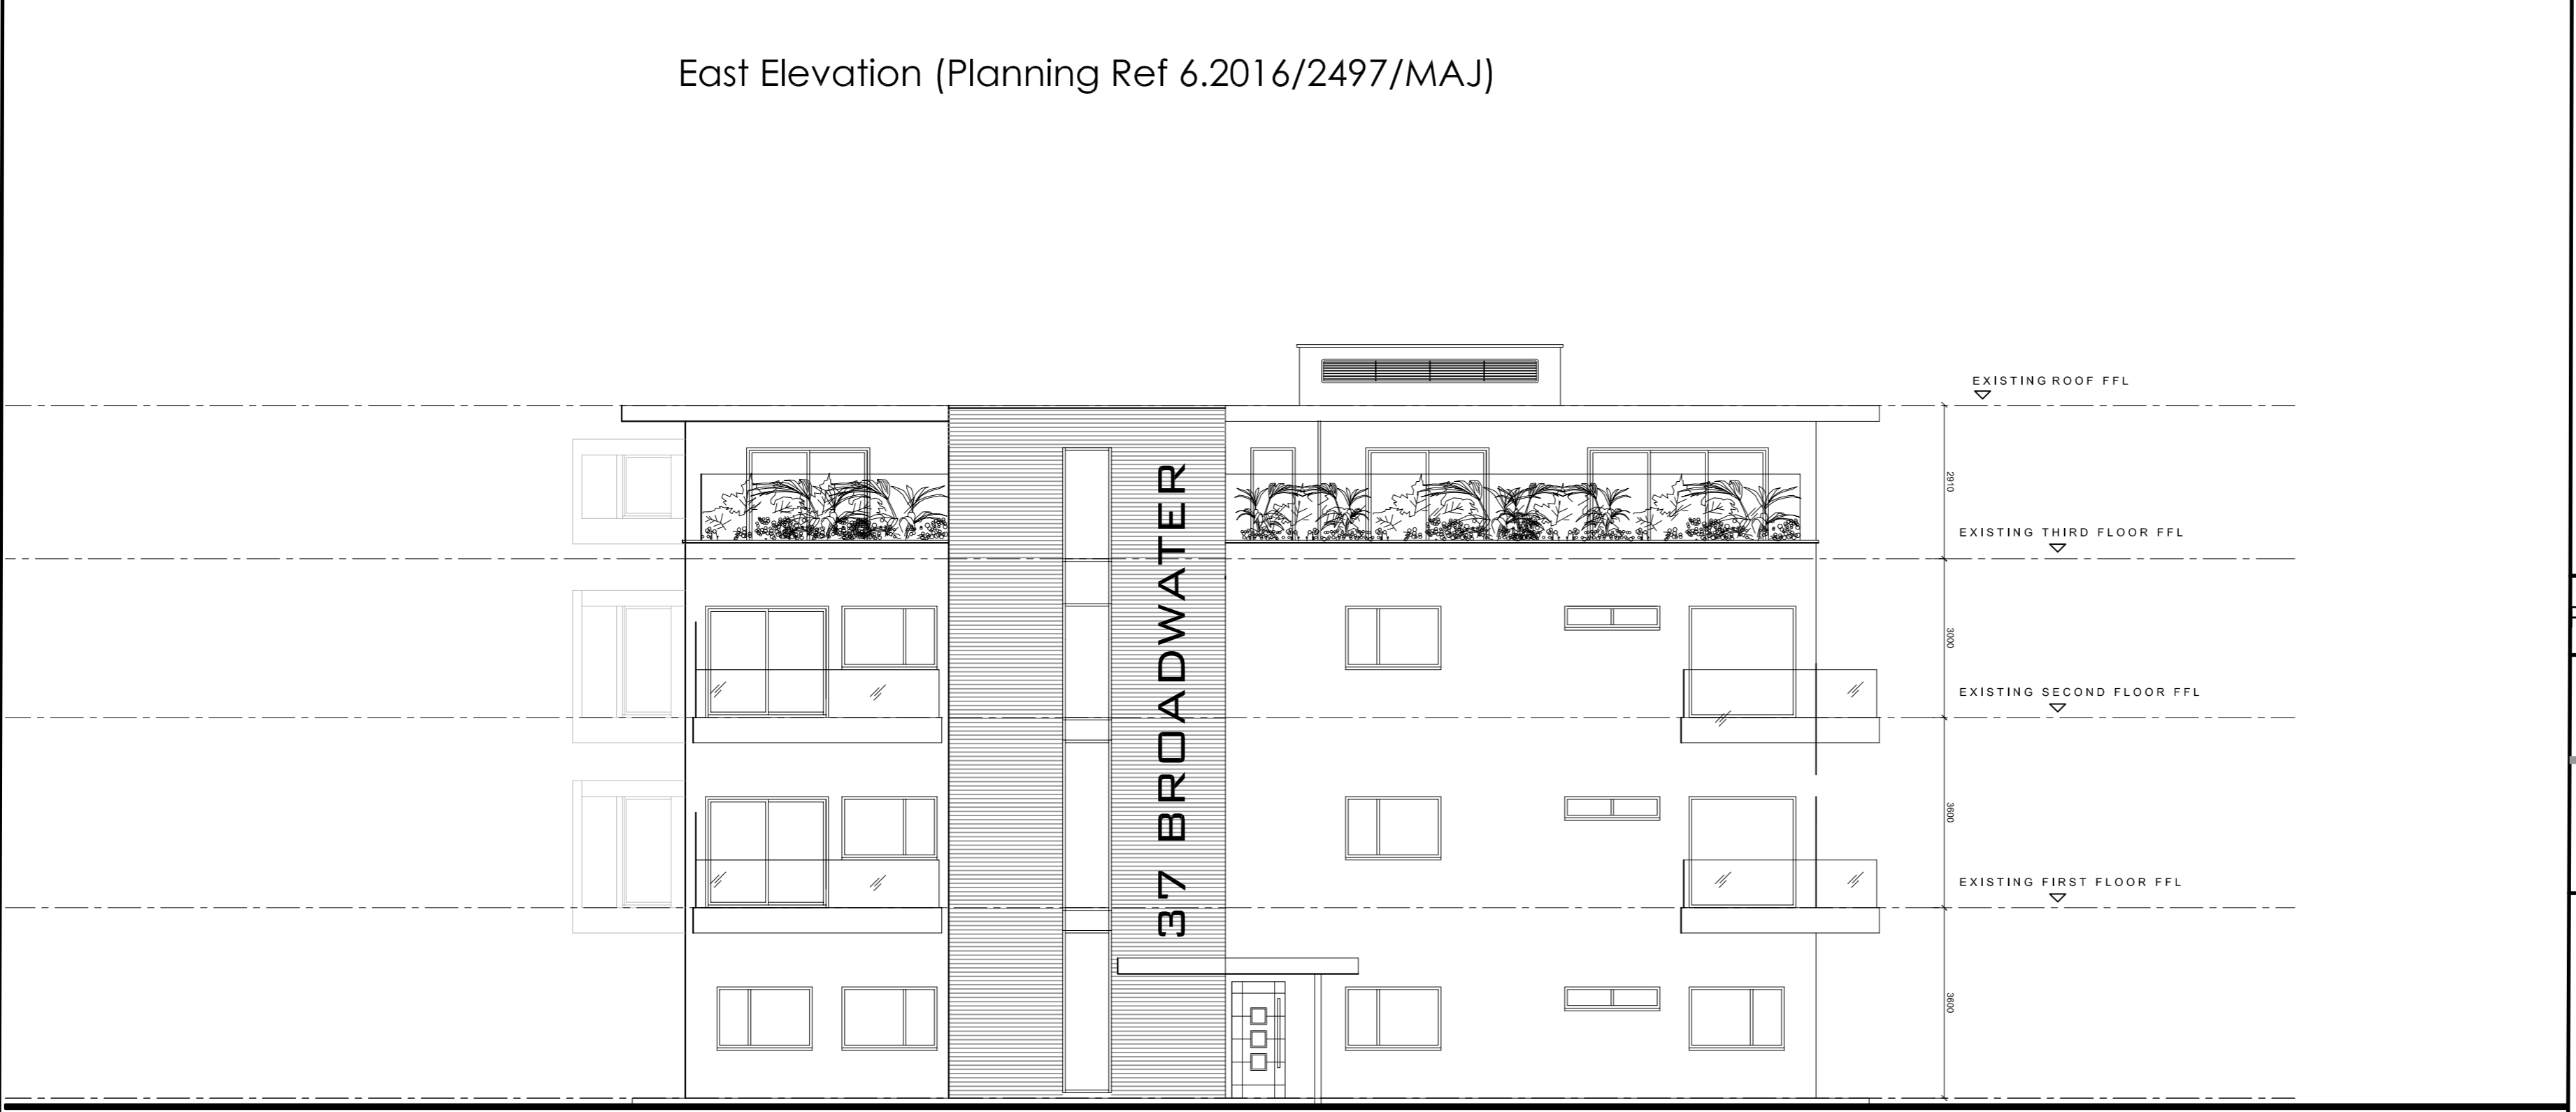 East Elevation (Planning Ref 6.2016/2497/MAJ)
EXISTING ROOF FFL
2910
EXISTING THIRD FLOOR FFL
3000
EXISTING SECOND FLOOR FFL
3600
EXISTING FIRST FLOOR FFL
3600
37 BROADWATER